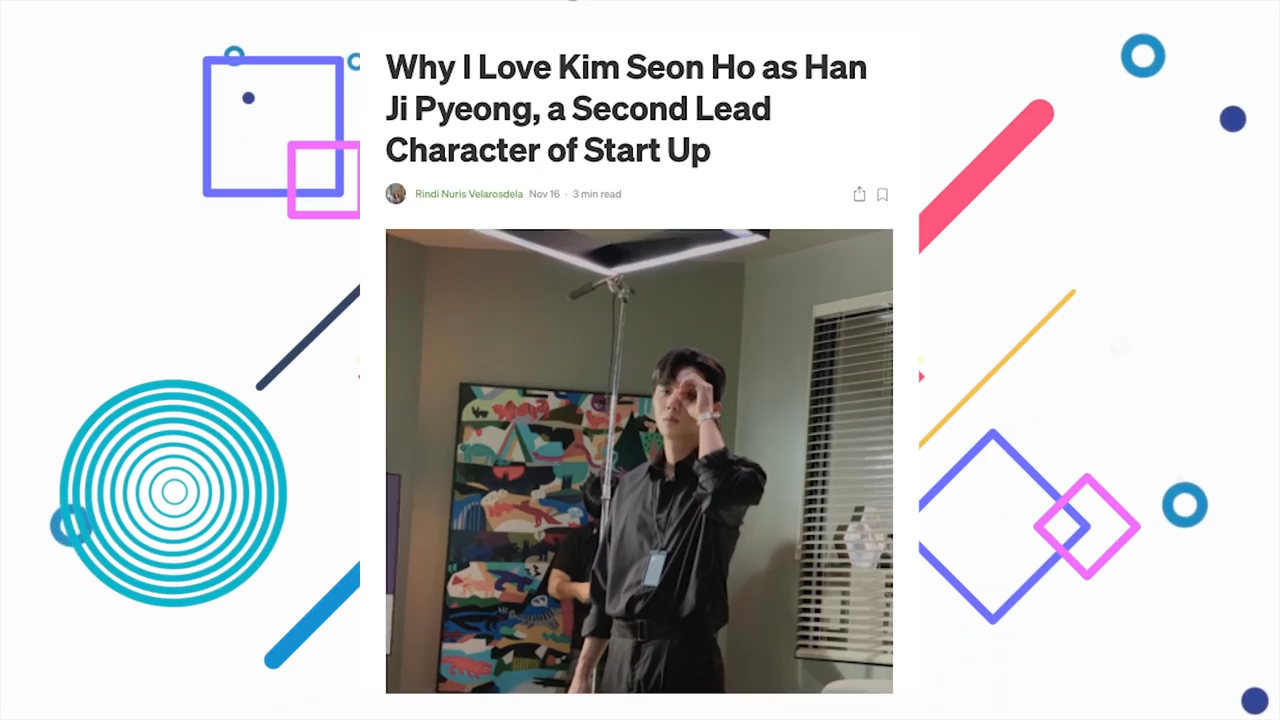 Why I Love Kim Seon Ho as Han
Ji Pyeong, a Second Lead
Character of Start Up
Rindi Nuris Velarosdela Nov 16 · 3 min read